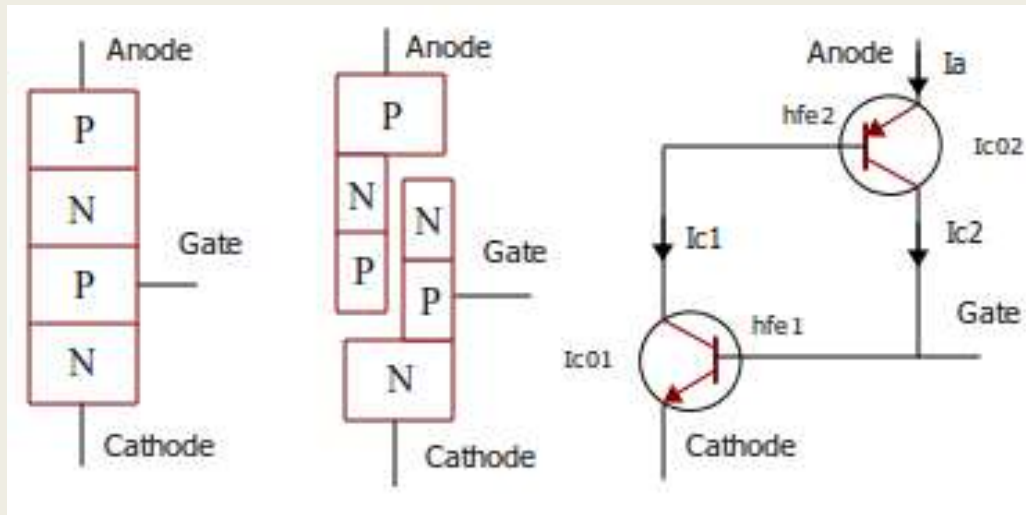 Anode
P
N
P
N
Gate
Cathode
Anode
P
N
P
N
P
N
Gate
Cathode
Anode
Ia
hfe2
Ic02
Ic1
Ic2
Gate
hfe1
Ic01
Cathode